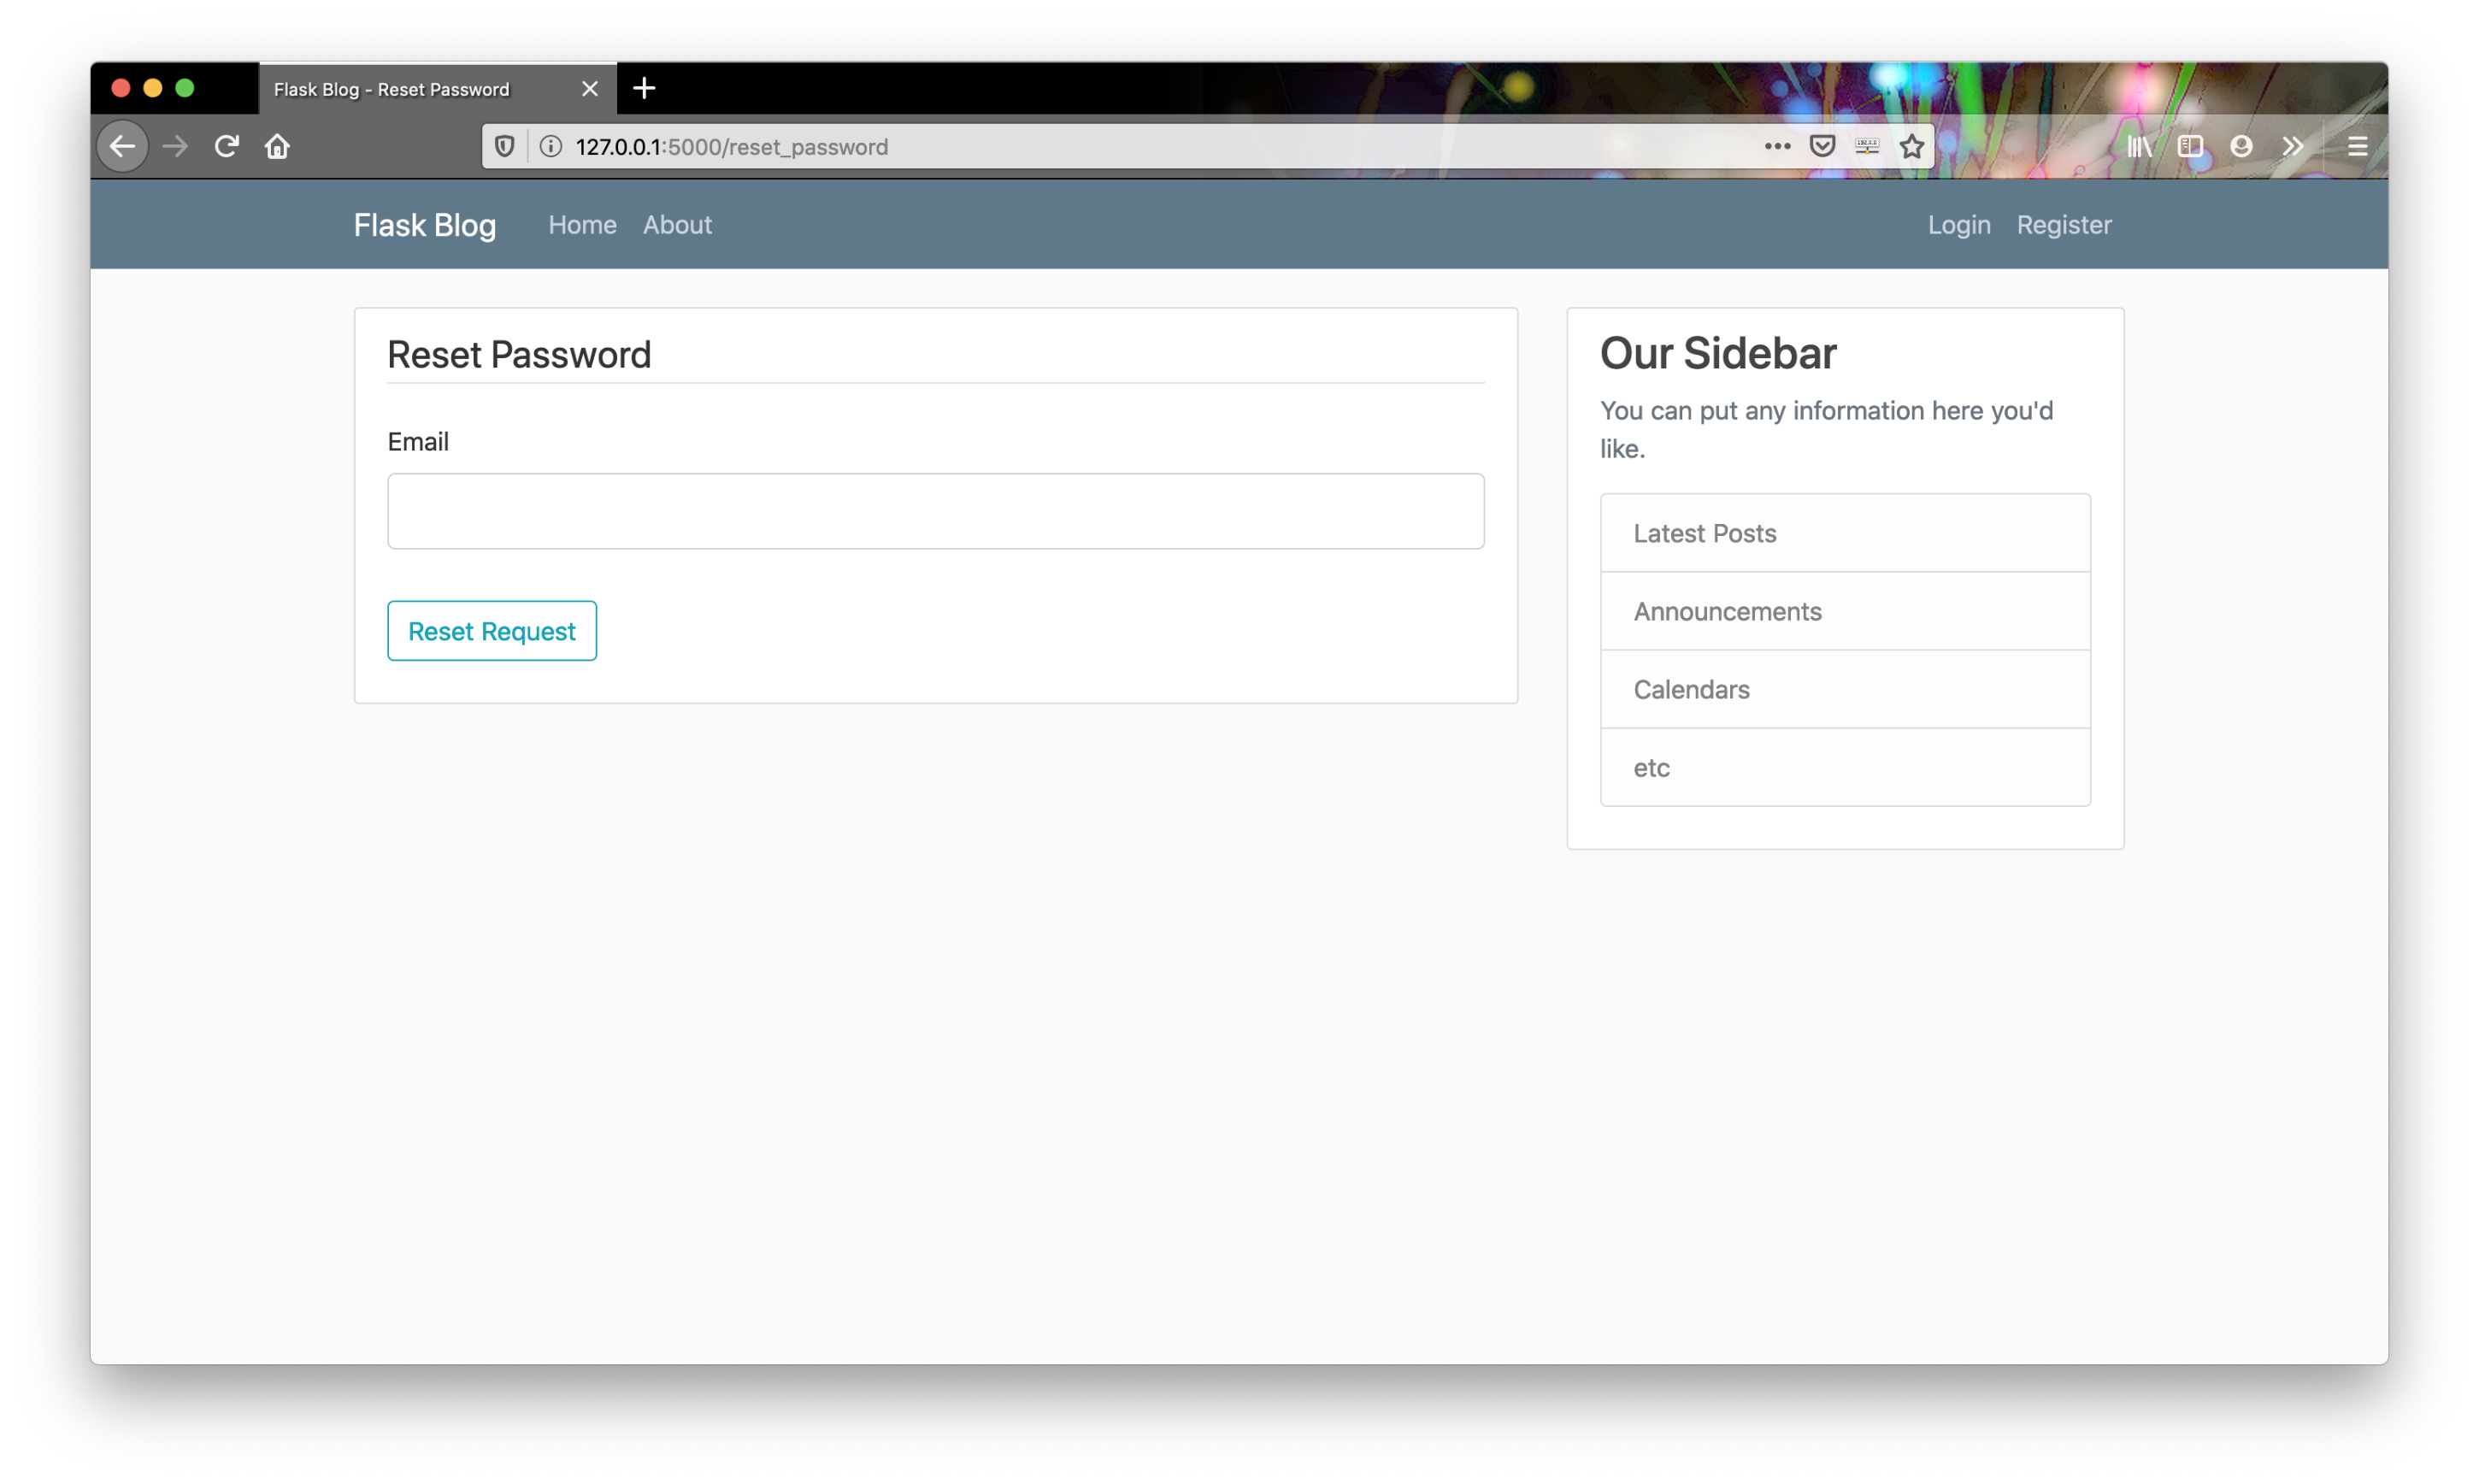 Flask Blog - Reset Password
127.0.0.1:5000/reset_password
Flask Blog Home About Login Register
Reset Password
Email
Reset Request
Our Sidebar
You can put any information here you'd
like.
Latest Posts
Announcements
Calendars
etc